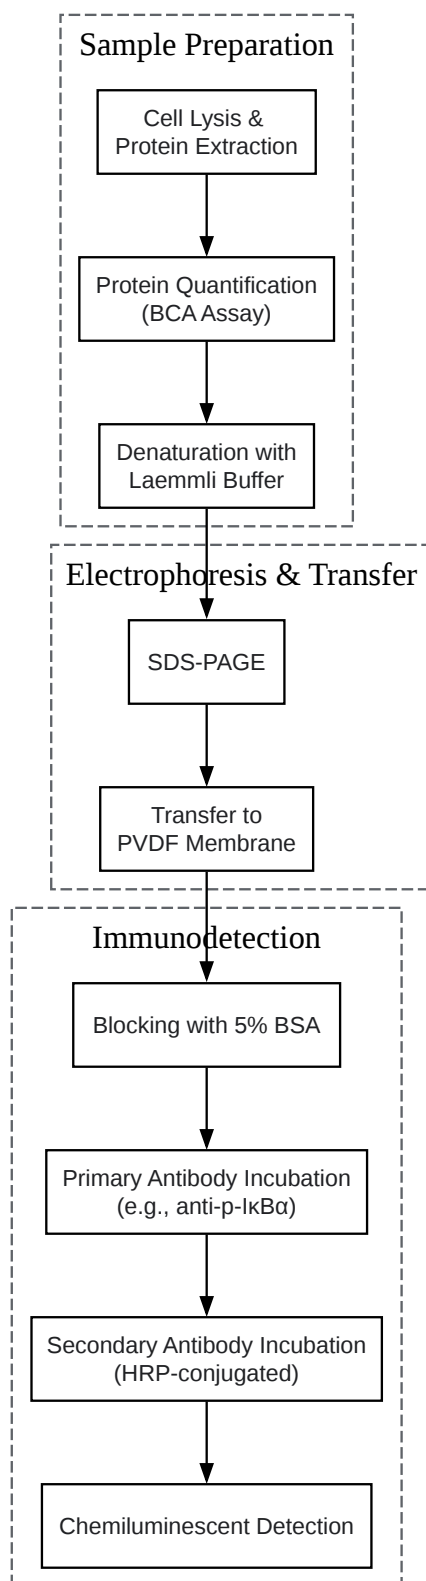 Sample Preparation
Cell Lysis &
Protein Extraction
Protein Quantification
(BCA Assay)
Denaturation with
Laemmli Buffer
Electrophoresis & Transfer
SDS-PAGE
Transfer to
PVDF Membrane
Immunodetection
Blocking with 5% BSA
Primary Antibody Incubation
(e.g., anti-p-IκBα)
Secondary Antibody Incubation
(HRP-conjugated)
Chemiluminescent Detection